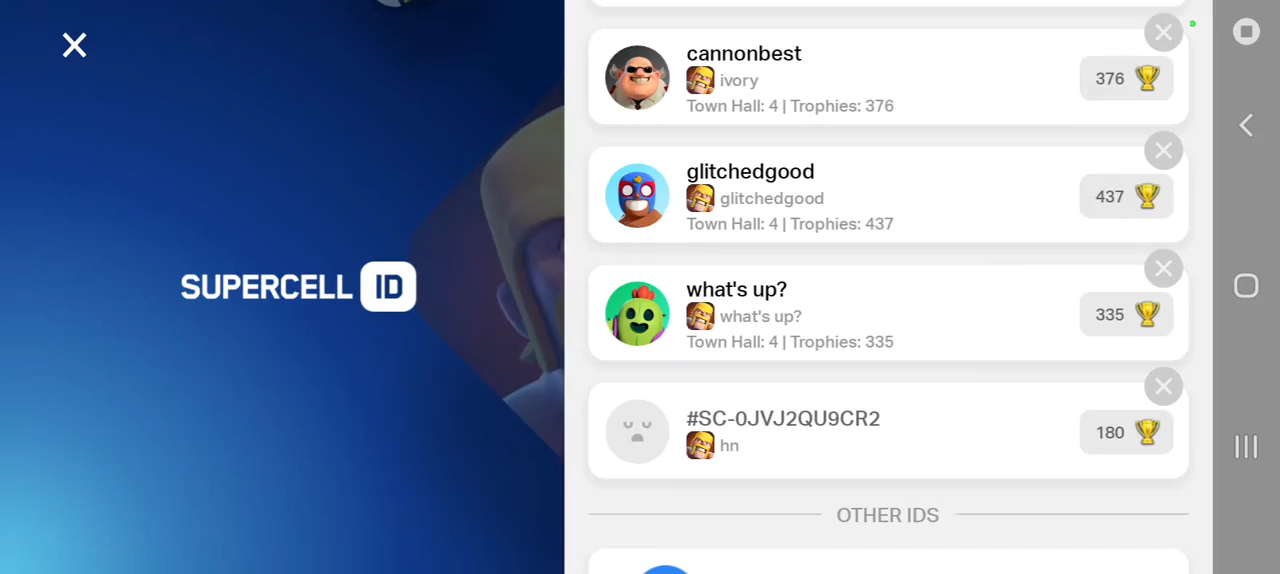 SUPERCELL ID
cannonbest
ivory
Town Hall: 4 | Trophies: 376
376
glitchedgood
glitchedgood
Town Hall: 4 | Trophies: 437
437
what's up?
what's up?
Town Hall: 4 | Trophies: 335
335
#SC-0JVJ2QU9CR2
hn
180
OTHER IDS